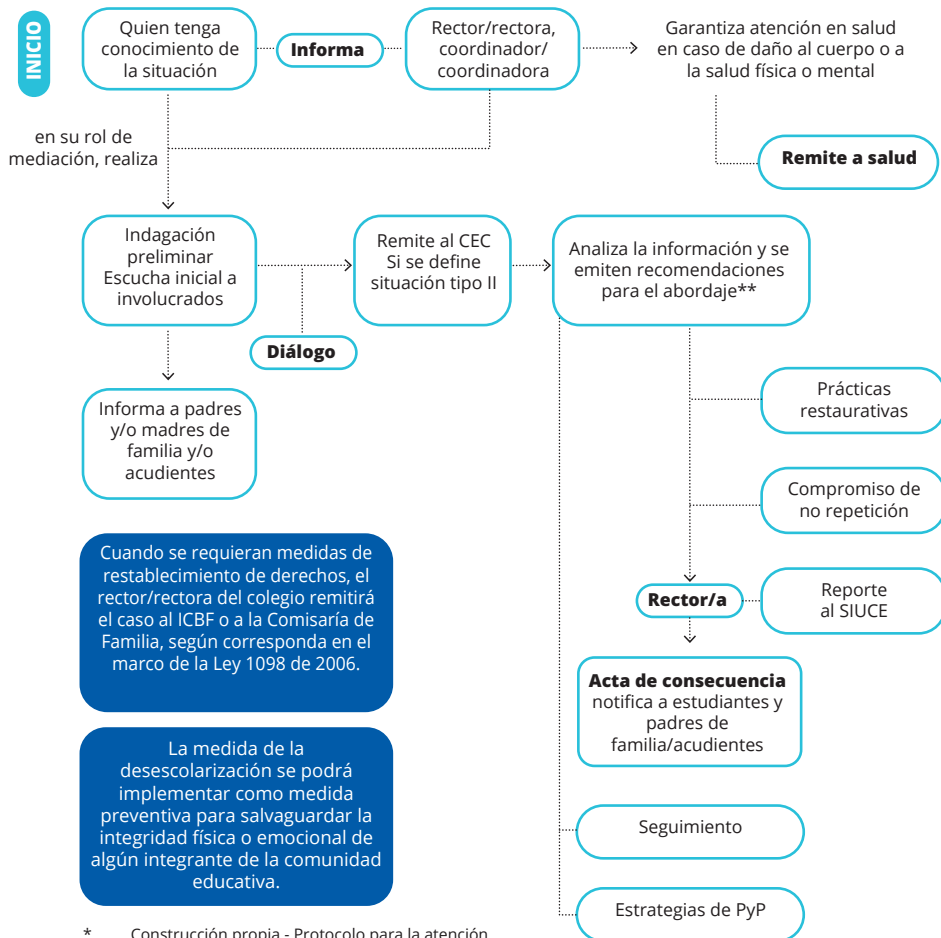 INICIO
Quien tenga
conocimiento de
la situación
Informa
Rector/rectora,
coordinador/
coordinadora
Garantiza atención en salud
en caso de daño al cuerpo o a
la salud física o mental
en su rol de
mediación, realiza
Remite a salud
Indagación
preliminar
Escucha inicial a
involucrados
Remite al CEC
Si se define
situación tipo II
Analiza la información y se
emiten recomendaciones
para el abordaje**
Diálogo
Informa a padres
y/o madres de
familia y/o
acudientes
Prácticas
restaurativas
Compromiso de
no repetición
Cuando se requieran medidas de
restablecimiento de derechos, el
rector/rectora del colegio remitirá
el caso al ICBF o a la Comisaría de
Familia, según corresponda en el
marco de la Ley 1098 de 2006.
Rector/a
Reporte
al SIUCE
Acta de consecuencia
notifica a estudiantes y
padres de
familia/acudientes
La medida de la
desescolarización se podrá
implementar como medida
preventiva para salvaguardar la
integridad física o emocional de
algún integrante de la comunidad
educativa.
Seguimiento
Estrategias de PyP
* Construcción propia - Protocolo para la atención